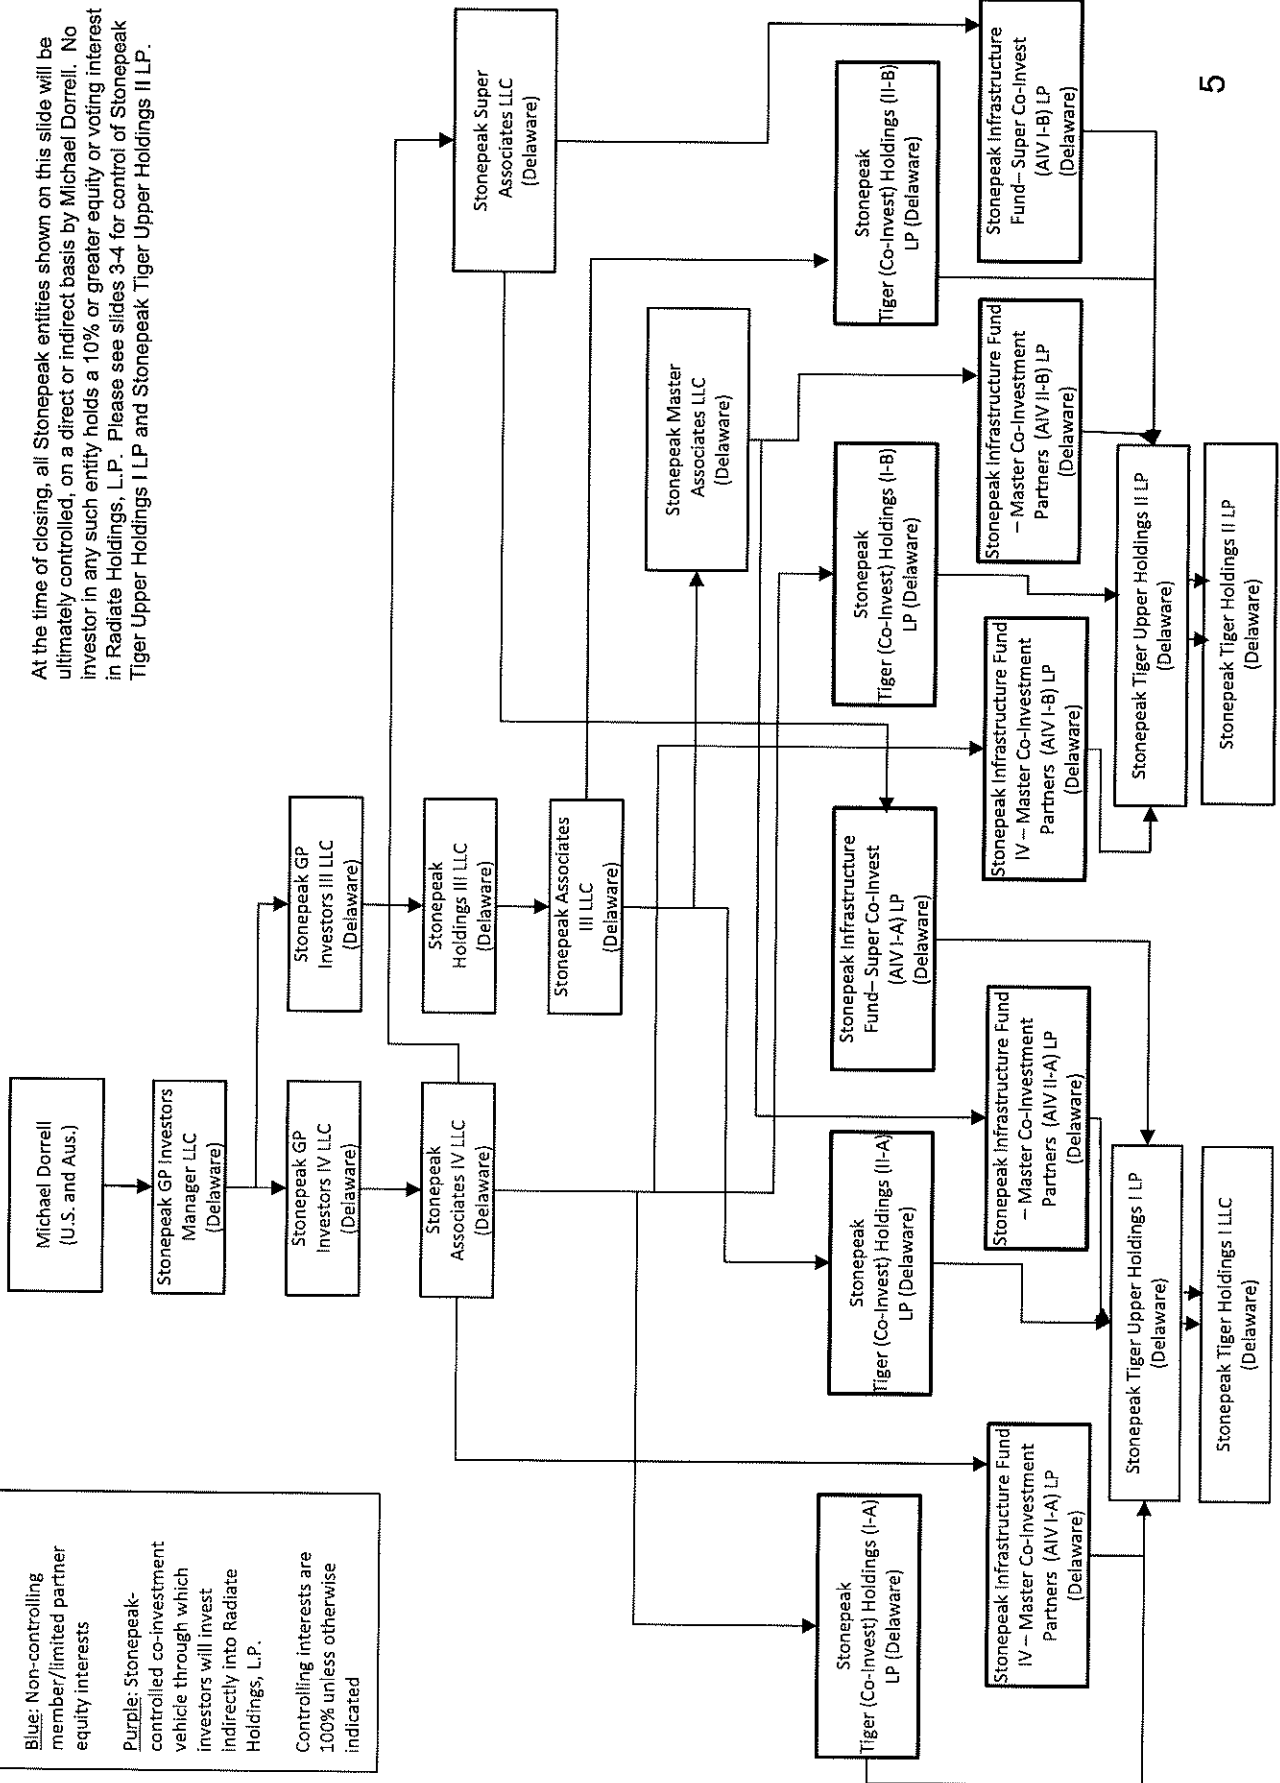 At the time of closing, all Stonepeak entities shown on this slide will be
ultimately controlled, on a direct or indirect basis by Michael Dorrell.  No
investor in any such entity holds a 10% or greater equity or voting interest
in Radiate Holdings, L.P.  Please see slides 3-4 for control of Stonepeak
Tiger Upper Holdings I LP and Stonepeak Tiger Upper Holdings II LP.
Blue: Non-controlling
member/limited partner
equity interests
Purple: Stonepeak-
controlled co-investment
vehicle through which
investors will invest
indirectly into Radiate
Holdings, L.P.
Controlling interests are
100% unless otherwise
indicated
Michael Dorrell
(U.S. and Aus.)
Stonepeak GP Investors
Manager LLC
(Delaware)
Stonepeak GP
Investors IV LLC
(Delaware)
Stonepeak GP
Investors III LLC
(Delaware)
Stonepeak
Associates IV LLC
(Delaware)
Stonepeak
Holdings III LLC
(Delaware)
Stonepeak Super
Associates LLC
(Delaware)
Stonepeak Associates
III LLC
(Delaware)
Stonepeak Master
Associates LLC
(Delaware)
Stonepeak
Tiger (Co-Invest) Holdings (I-A)
LP (Delaware)
Stonepeak
Tiger (Co-Invest) Holdings (II-A)
LP (Delaware)
Stonepeak Infrastructure
Fund– Super Co-Invest
(AIV I-A) LP
(Delaware)
Stonepeak
Tiger (Co-Invest) Holdings (I-B)
LP (Delaware)
Stonepeak
Tiger (Co-Invest) Holdings (II-B)
LP (Delaware)
Stonepeak Infrastructure Fund
IV – Master Co-Investment
Partners (AIV I-A) LP
(Delaware)
Stonepeak Infrastructure Fund
– Master Co-Investment
Partners (AIV II-A) LP
(Delaware)
Stonepeak Infrastructure Fund
IV – Master Co-Investment
Partners (AIV I-B) LP
(Delaware)
Stonepeak Infrastructure Fund
– Master Co-Investment
Partners (AIV II-B) LP
(Delaware)
Stonepeak Infrastructure
Fund– Super Co-Invest
(AIV I-B) LP
(Delaware)
Stonepeak Tiger Upper Holdings I LP
(Delaware)
Stonepeak Tiger Upper Holdings II LP
(Delaware)
Stonepeak Tiger Holdings I LLC
(Delaware)
Stonepeak Tiger Holdings II LP
(Delaware)
5